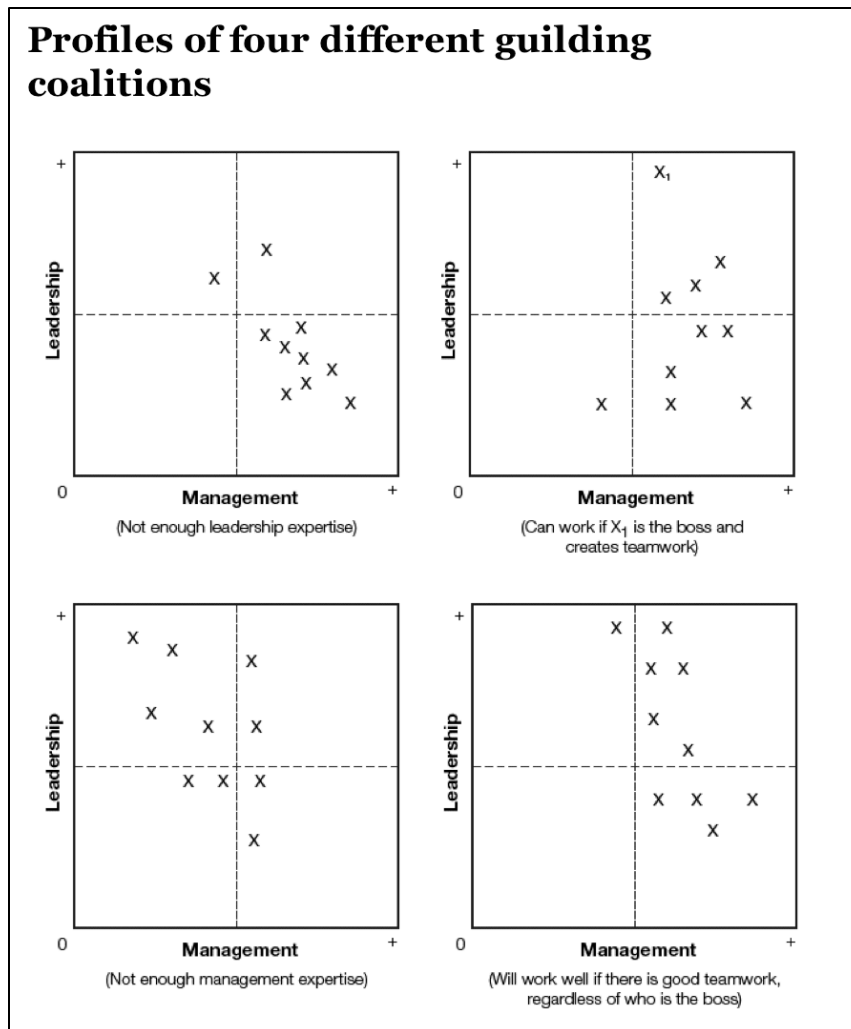 Profiles of four different guilding
coalitions
+
X
X
X
X
X
X
X
X
X
X
Leadership
0
Management
+
(Not enough leadership expertise)
+
X₁
X
X
X
X
X
X
X
X
X
Leadership
0
Management
+
(Can work if X₁ is the boss and
creates teamwork)
+
X
X
X
X
X
X
X
X
X
X
Leadership
0
Management
+
(Not enough management expertise)
+
X
X
X
X
X
X
X
X
X
X
Leadership
0
Management
+
(Will work well if there is good teamwork,
regardless of who is the boss)